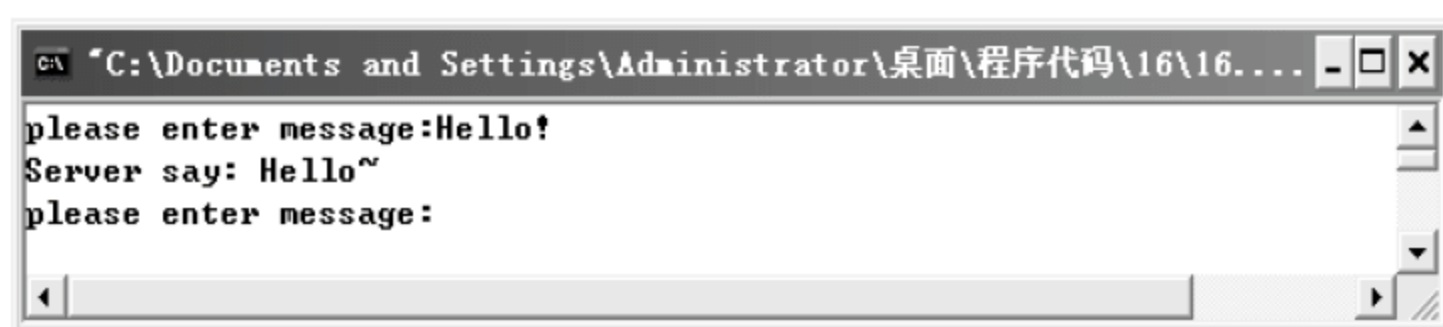 "C:\Documents and Settings\Administrator\桌面\程序代码\16\16....
please enter message:Hello!
Server say: Hello~
please enter message: